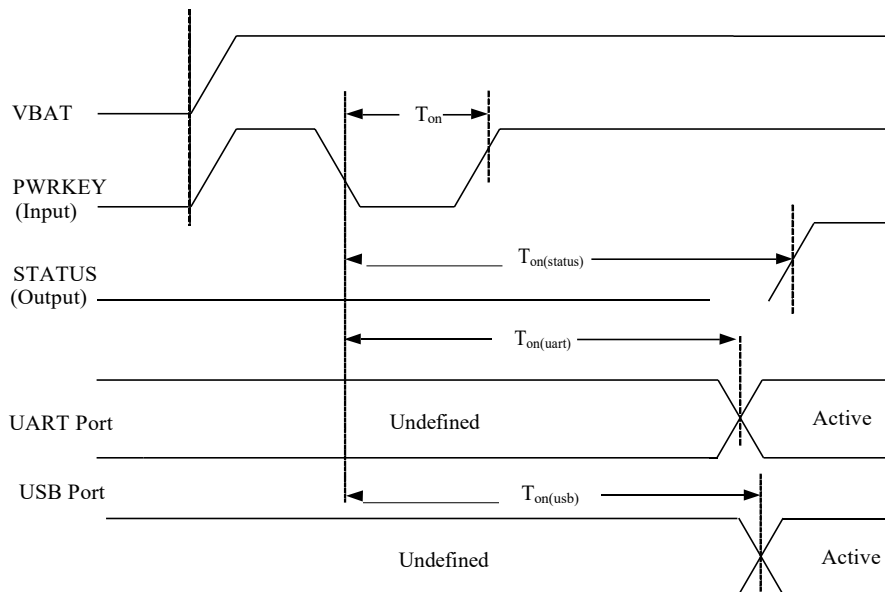 VBAT
Ton
PWRKEY
(Input)
STATUS
(Output)
Ton(status)
Ton(uart)
UART Port
Undefined
Active
USB Port
Ton(usb)
Undefined
Active